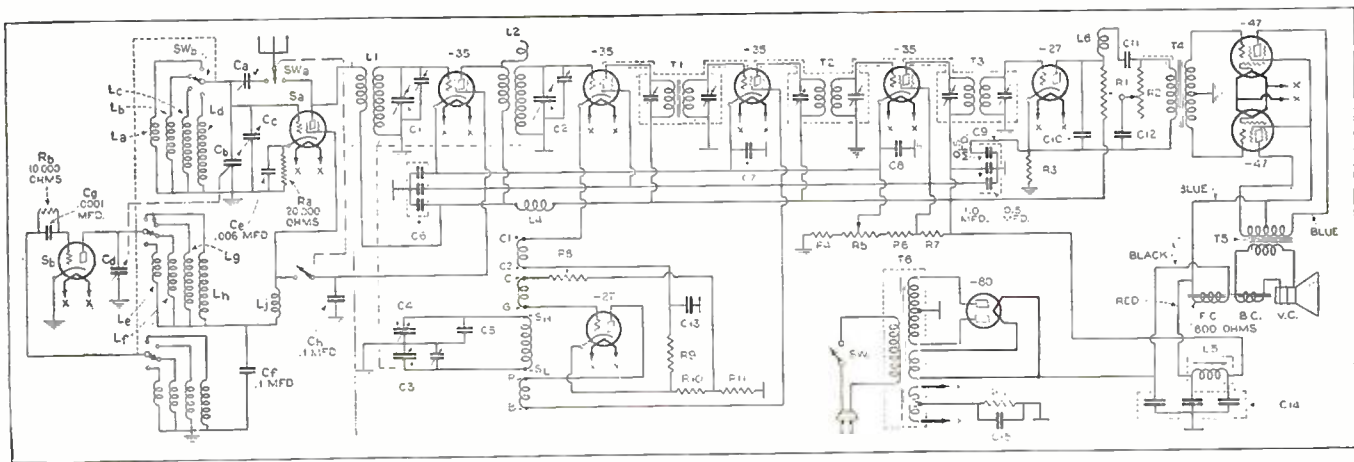 SWb
Ca
SWa
Sa
Lc
Lb
Ld
La
Cc
Cb
Rb
10,000
OHMS
Cg
.0001
MFD.
Ce
.006 MFD
Ra
20,000
OHMS
Sb
Cd
Lg
Lh
Lj
Le
Lf
Ch
.1 MFD
Cf
.1 MFD
L1
-35
L2
-35
T1
-35
T2
-35
T3
-27
L6
C11
T4
-47
C1
C2
R1
R2
C6
L4
C7
C8
C9
C10
R3
C12
-47
1.0
MFD.
0.5
MFD.
BLUE
BLUE
T5
BLACK
RED
F.C.
800 OHMS
B.C.
V.C.
L5
C14
R4
R5
R6
R7
T6
-80
SW.
C1
C2
R8
C
G
-27
C13
C4
C5
C3
SH
SL
R9
R10
R11
P
B
C15
X X